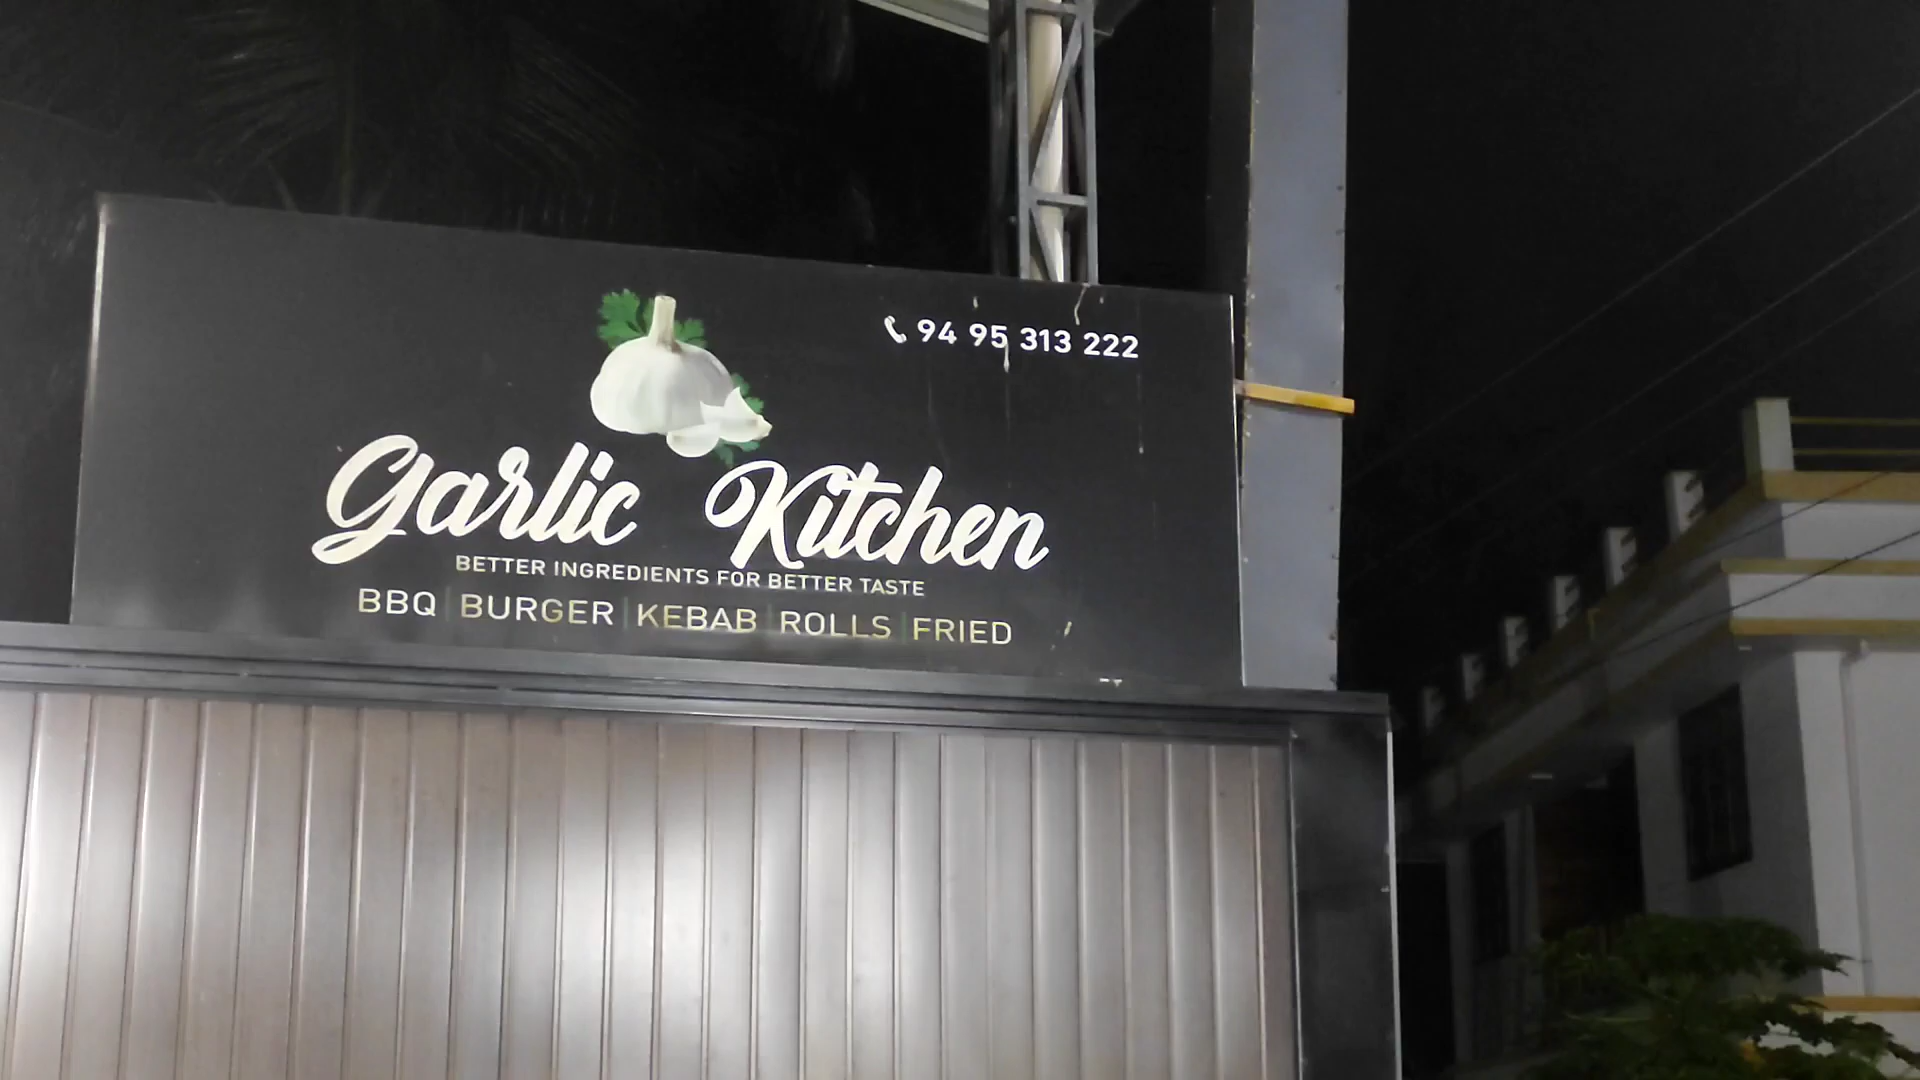 94 95 313 222
Garlic Kitchen
BETTER INGREDIENTS FOR BETTER TASTE
BBQ | BURGER | KEBAB | ROLLS | FRIED